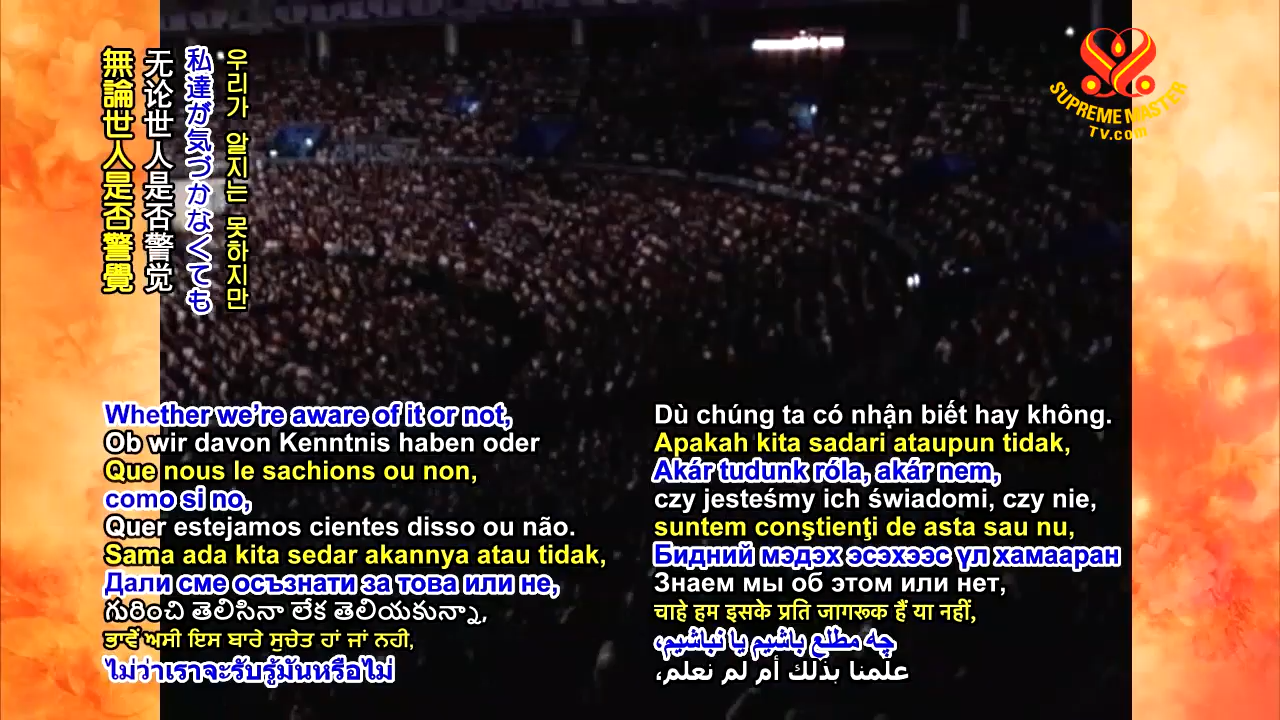 無論世人是否警覺
无论世人是否警觉
私達が気づかなくても
우리가 알지는 못하지만
SUPREME MASTER
TV.com
Whether we're aware of it or not,
Ob wir davon Kenntnis haben oder
Que nous le sachions ou non,
como si no,
Quer estejamos cientes disso ou não.
Sama ada kita sedar akannya atau tidak,
Дали сме осъзнати за това или не,
గురించి తెలిసినా లేక తెలియకున్నా,
ਭਾਵੇਂ ਅਸੀ ਇਸ ਬਾਰੇ ਸੁਚੇਤ ਹਾਂ ਜਾਂ ਨਹੀ,
ไม่ว่าเราจะรับรู้มันหรือไม่
Dù chúng ta có nhận biết hay không.
Apakah kita sadari ataupun tidak,
Akár tudunk róla, akár nem,
czy jesteśmy ich świadomi, czy nie,
suntem conştienţi de asta sau nu,
Бидний мэдэх эсэхээс үл хамааран
Знаем мы об этом или нет,
चाहे हम इसके प्रति जागरूक हैं या नहीं,
چه مطلع باشیم یا نباشیم،
علمنا بذلك أم لم نعلم،